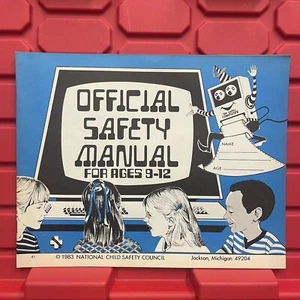 OFFICIAL
SAFETY
MANUAL
FOR AGES 9-12
NAME
AGE
© 1983 NATIONAL CHILD SAFETY COUNCIL Jackson, Michigan 49204